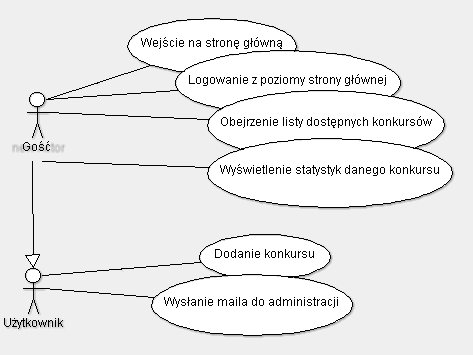 Wejście na stronę główną
Logowanie z poziomy strony głównej
Obejrzenie listy dostępnych konkursów
Gość
Wyświetlenie statystyk danego konkursu
Dodanie konkursu
Wysłanie maila do administracji
Użytkownik